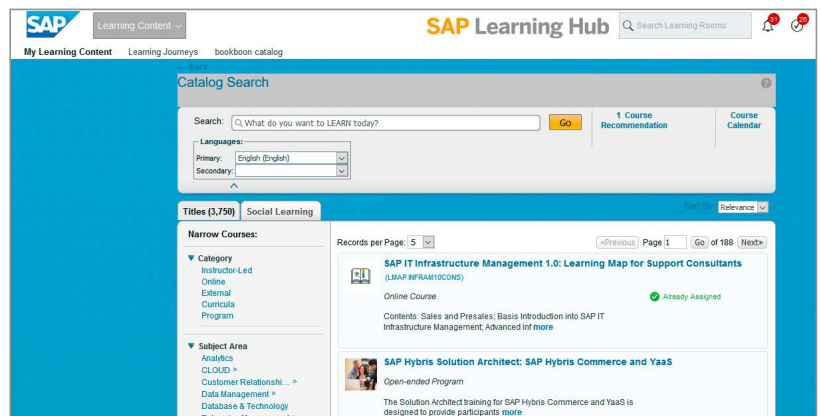 SAP
Learning Content
SAP Learning Hub
Search Learning Rooms
31
26
My Learning Content
Learning Journeys
bookboon catalog
← Back
Catalog Search
?
Search:
What do you want to LEARN today?
Go
1 Course
Recommendation
Course
Calendar
Languages:
Primary:
English (English)
Secondary:
Titles (3,750)
Social Learning
Sort By
Relevance
Narrow Courses:
Records per Page: 5
«Previous
Page 1
Go
of 188
Next»
Category
Instructor-Led
Online
External
Curricula
Program
Subject Area
Analytics
CLOUD >
Customer Relationshi... >
Data Management >
Database & Technology
SAP IT Infrastructure Management 1.0: Learning Map for Support Consultants
(LMAP INFRAM10CONS)
Online Course
Already Assigned
Contents: Sales and Presales; Basis Introduction into SAP IT
Infrastructure Management; Advanced Inf more
SAP Hybris Solution Architect: SAP Hybris Commerce and YaaS
Open-ended Program
The Solution Architect training for SAP Hybris Commerce and YaaS is
designed to provide participants more